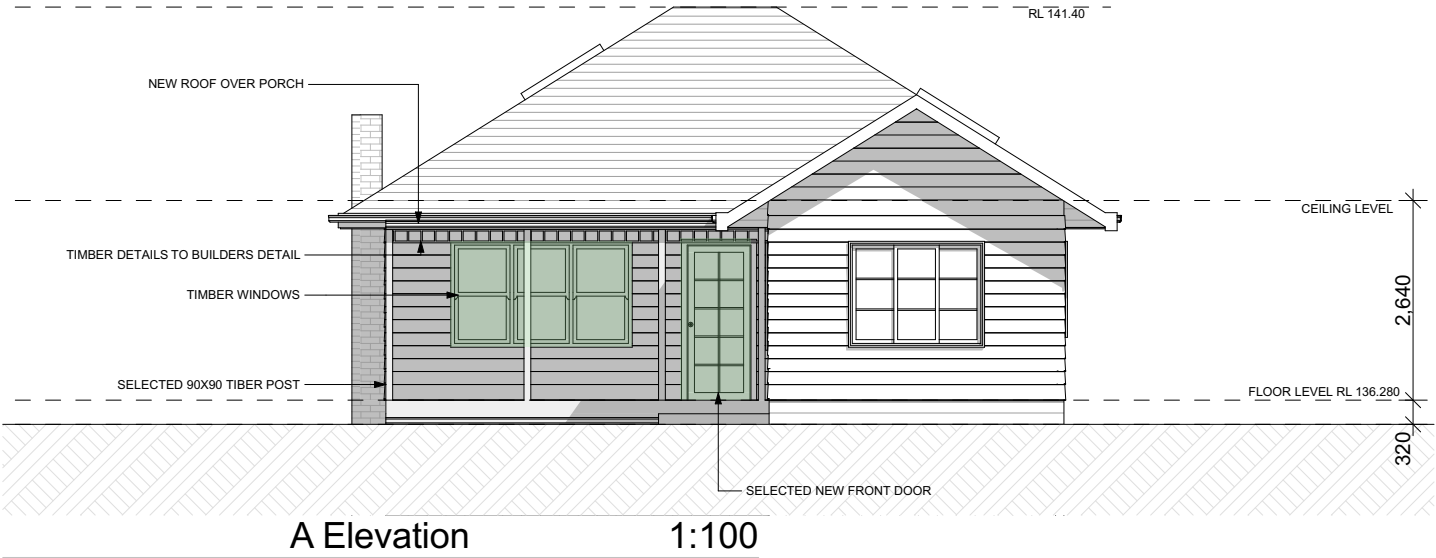 RL 141.40
NEW ROOF OVER PORCH
CEILING LEVEL
TIMBER DETAILS TO BUILDERS DETAIL
TIMBER WINDOWS
2,640
SELECTED 90X90 TIBER POST
FLOOR LEVEL RL 136.280
320
SELECTED NEW FRONT DOOR
A Elevation 1:100